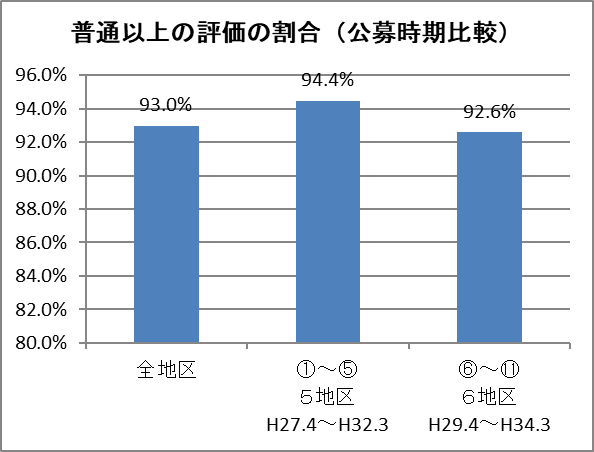 普通以上の評価の割合（公募時期比較）
96.0%
94.0%
92.0%
90.0%
88.0%
86.0%
84.0%
82.0%
80.0%
93.0%
94.4%
92.6%
全地区
①～⑤
５地区
H27.4～H32.3
⑥～⑪
６地区
H29.4～H34.3